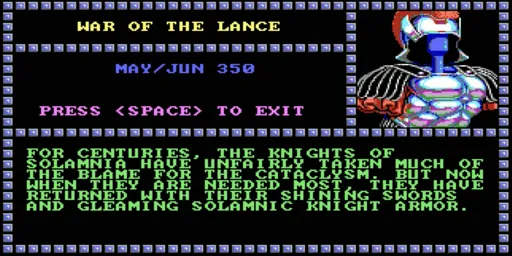 WAR OF THE LANCE
MAY/JUN 350
PRESS <SPACE> TO EXIT
FOR CENTURIES, THE KNIGHTS OF
SOLAMNIA HAVE UNFAIRLY TAKEN MUCH OF
THE BLAME FOR THE CATACLYSM. BUT NOW
WHEN THEY ARE NEEDED MOST, THEY HAVE
RETURNED WITH THEIR SHINING SWORDS
AND GLEAMING SOLAMNIC KNIGHT ARMOR.